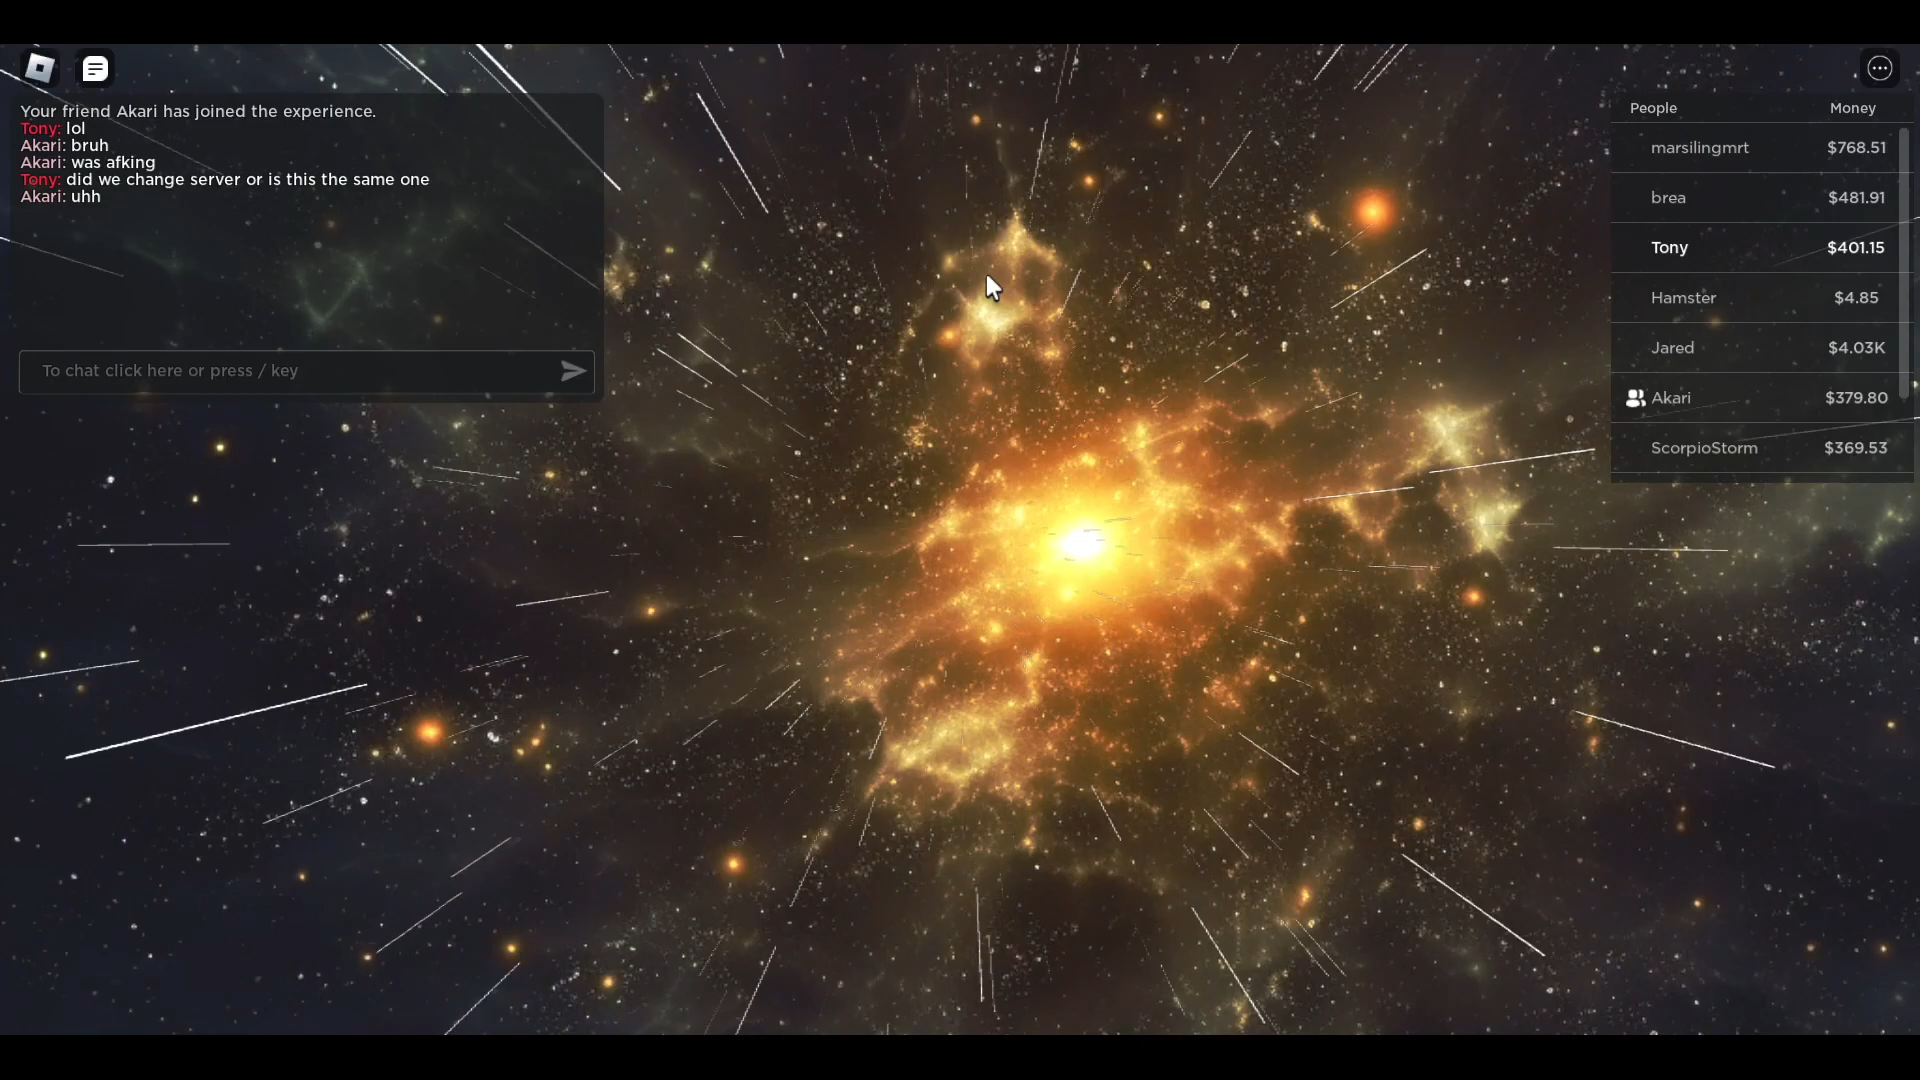 Your friend Akari has joined the experience.
Tony: lol
Akari: bruh
Akari: was afking
Tony: did we change server or is this the same one
Akari: uhh
To chat click here or press / key
People Money
marsilingmrt $768.51
brea $481.91
Tony $401.15
Hamster $4.85
Jared $4.03K
Akari $379.80
ScorpioStorm $369.53